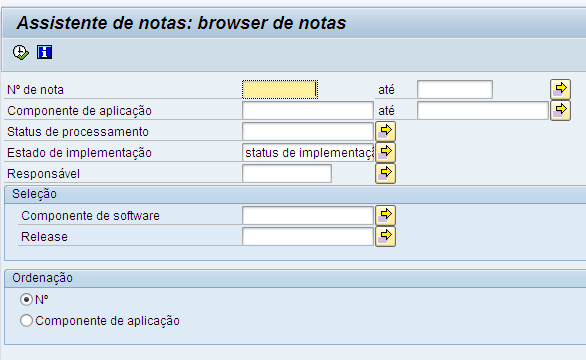 Assistente de notas: browser de notas
Nº de nota até
Componente de aplicação até
Status de processamento
Estado de implementação status de implementaçã
Responsável
Seleção
Componente de software
Release
Ordenação
Nº
Componente de aplicação